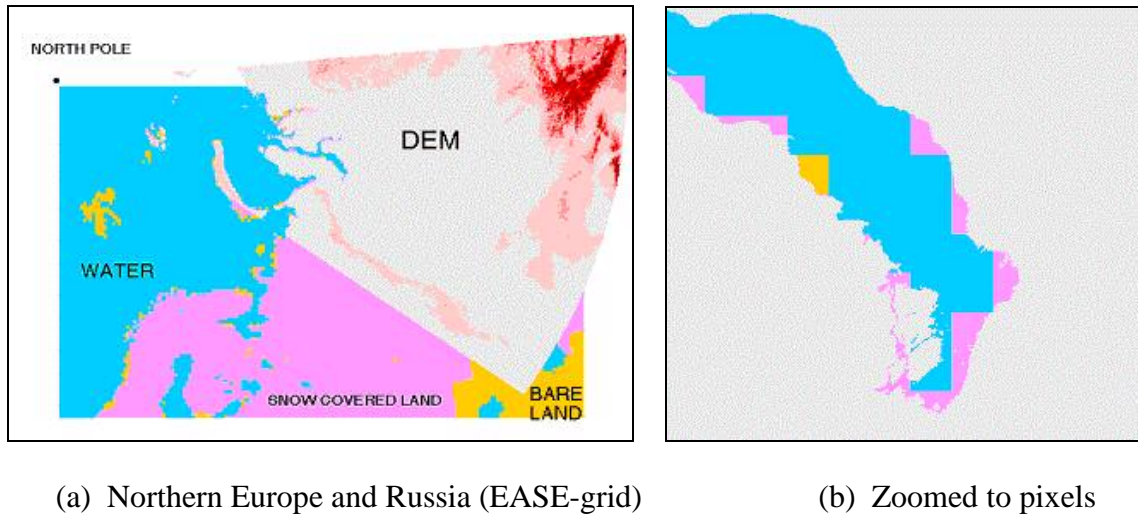 NORTH POLE
DEM
WATER
SNOW COVERED LAND
BARE
LAND
(a) Northern Europe and Russia (EASE-grid)
(b) Zoomed to pixels